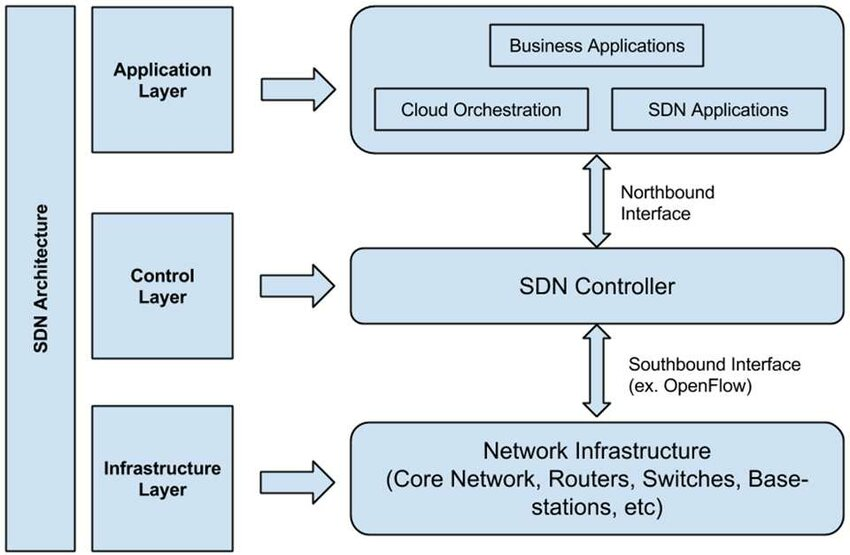 SDN Architecture
Application
Layer
Business Applications
Cloud Orchestration
SDN Applications
Northbound
Interface
Control
Layer
SDN Controller
Southbound Interface
(ex. OpenFlow)
Infrastructure
Layer
Network Infrastructure
(Core Network, Routers, Switches, Base-
stations, etc)